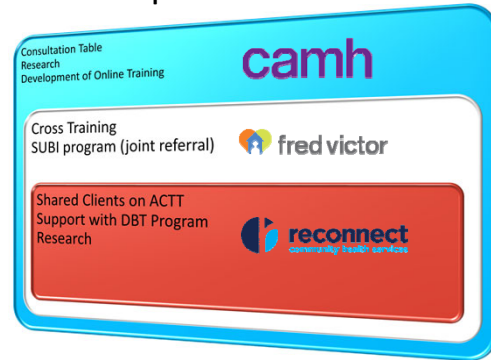 Consultation Table
Research
Development of Online Training
camh
Cross Training
SUBI program (joint referral)
fred victor
Shared Clients on ACTT
Support with DBT Program
Research
reconnect
community health services